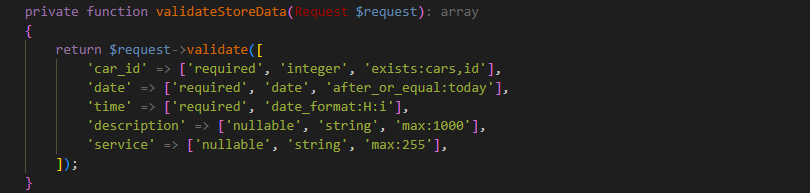 private function validateStoreData(Request $request): array
{
    return $request->validate([
        'car_id' => ['required', 'integer', 'exists:cars,id'],
        'date' => ['required', 'date', 'after_or_equal:today'],
        'time' => ['required', 'date_format:H:i'],
        'description' => ['nullable', 'string', 'max:1000'],
        'service' => ['nullable', 'string', 'max:255'],
    ]);
}